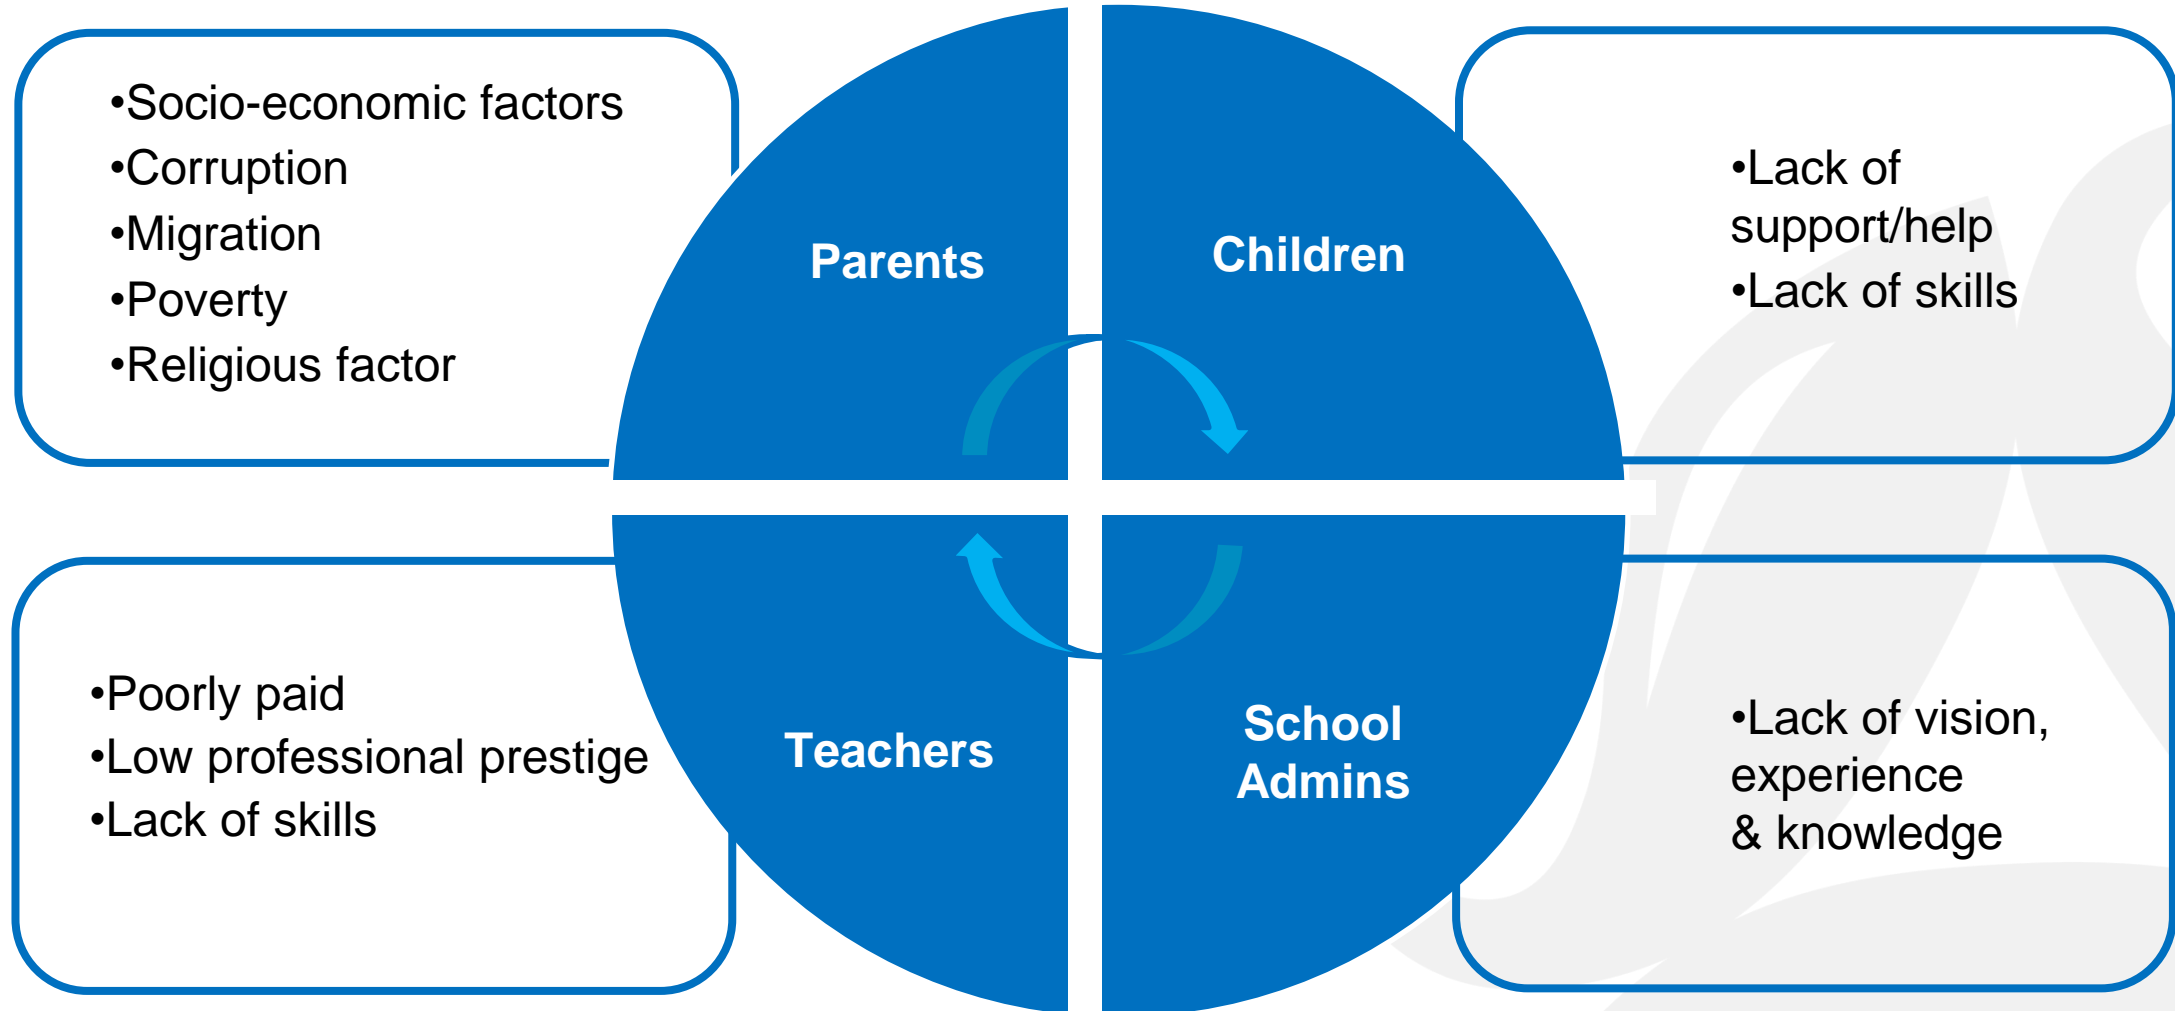 •Socio-economic factors
•Corruption
•Migration
•Poverty
•Religious factor
Parents
Children
•Lack of
support/help
•Lack of skills
•Poorly paid
•Low professional prestige
•Lack of skills
Teachers
School
Admins
•Lack of vision,
experience
& knowledge